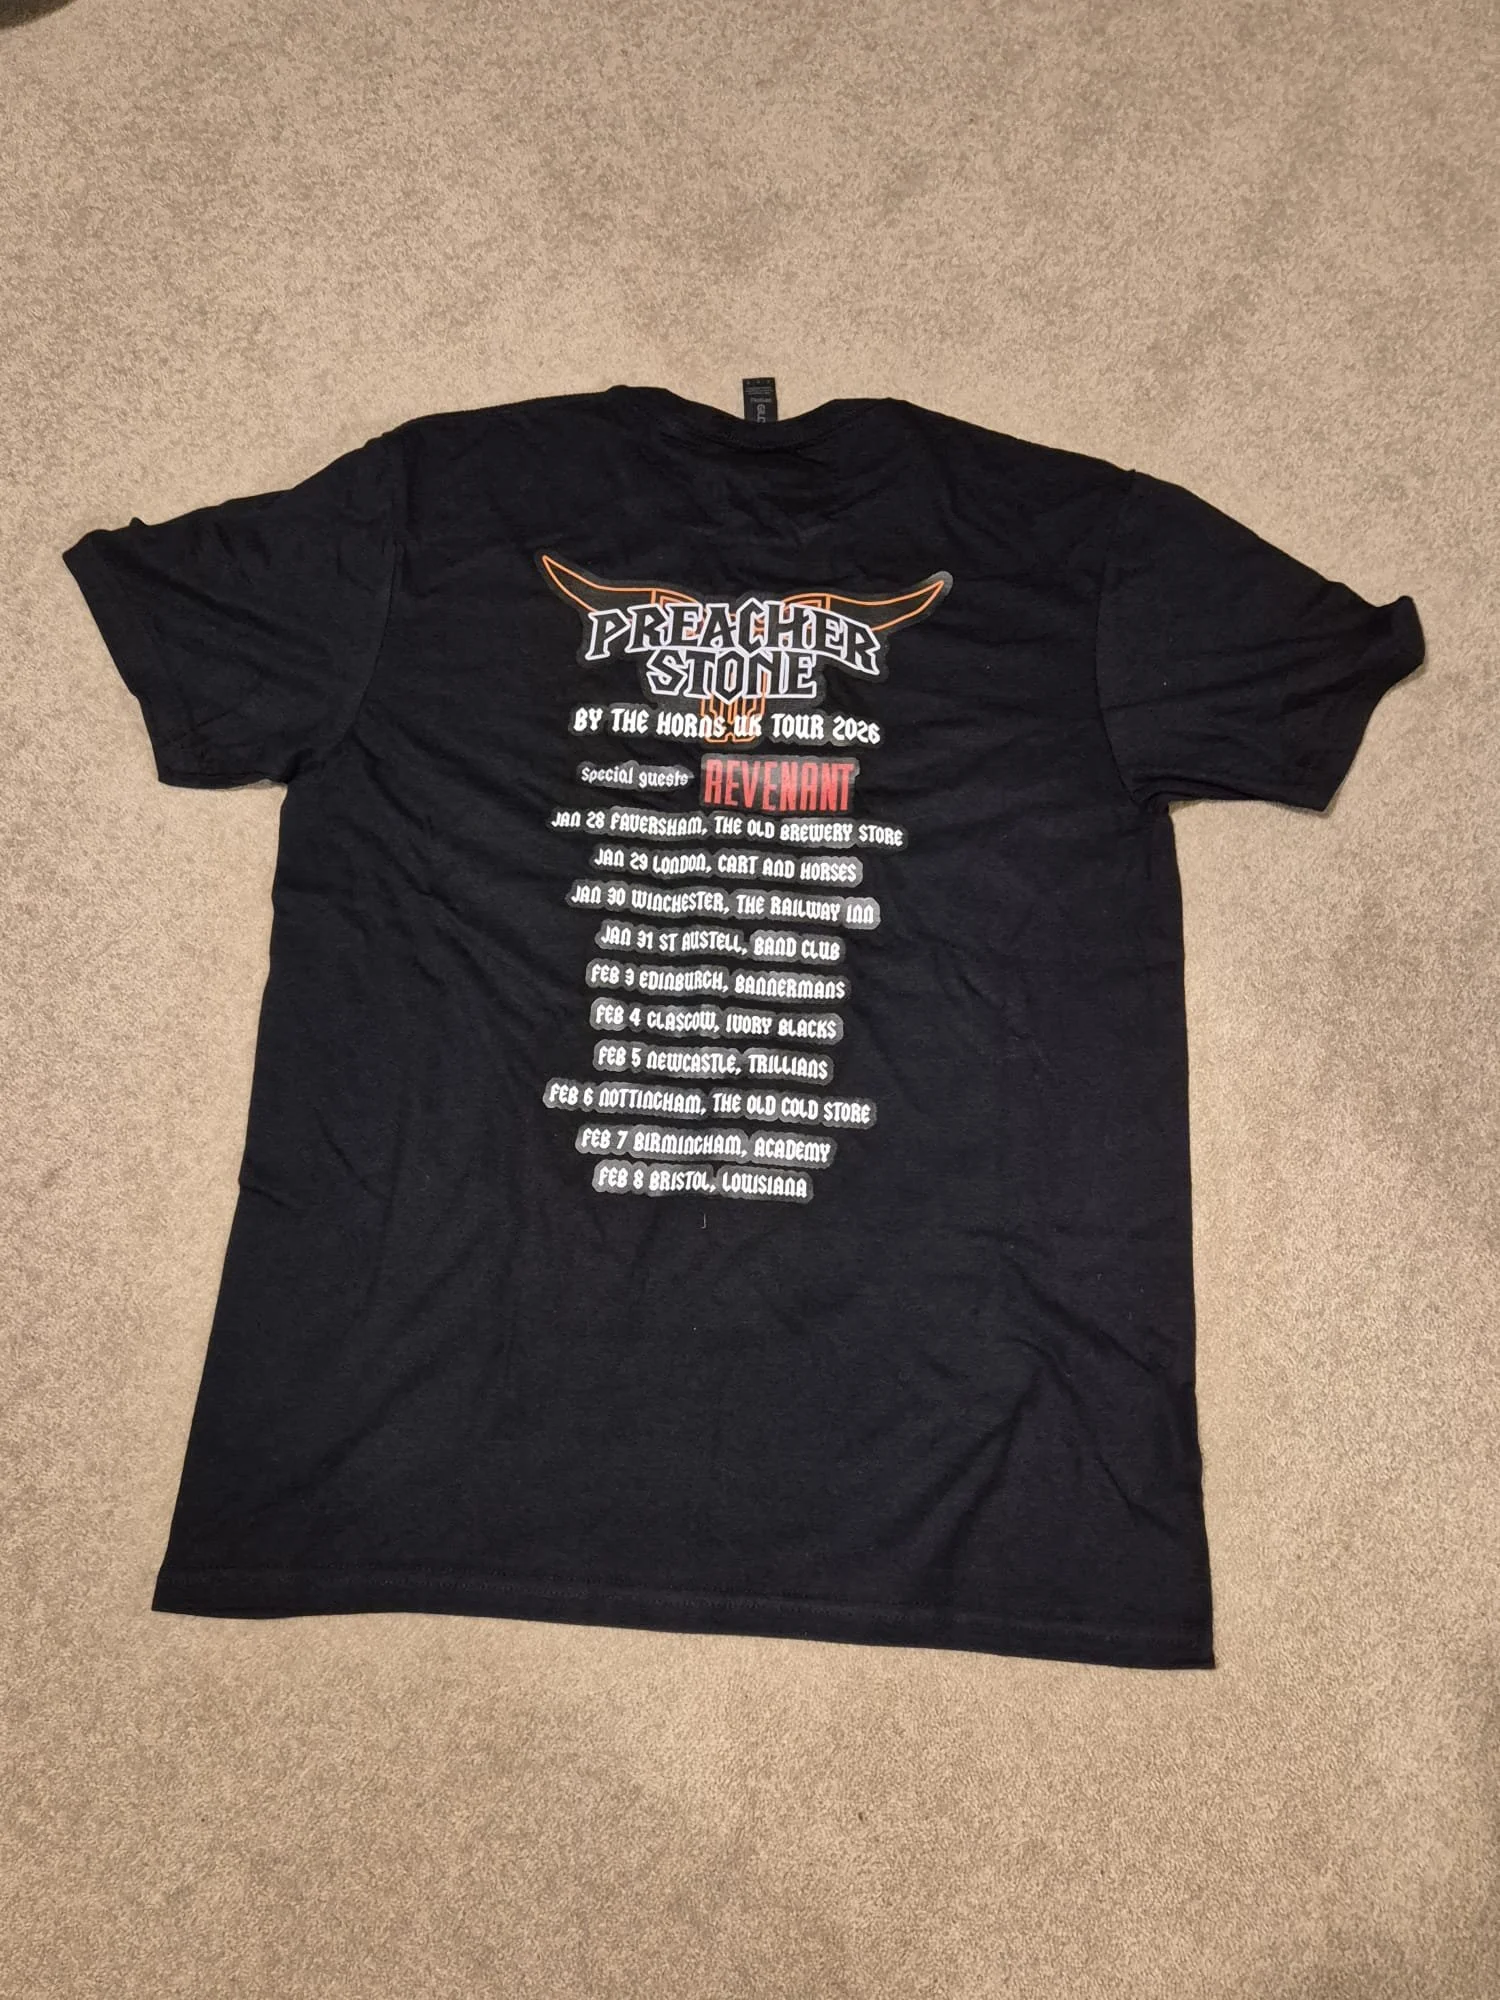 PREACHER
STONE
BY THE HORNS UK TOUR 2026
special guests REVENANT
JAN 28 FAVERSHAM, THE OLD BREWERY STORE
JAN 29 LONDON, CART AND HORSES
JAN 30 WINCHESTER, THE RAILWAY INN
JAN 31 ST AUSTELL, BAND CLUB
FEB 3 EDINBURGH, BANNERMANS
FEB 4 GLASGOW, IVORY BLACKS
FEB 5 NEWCASTLE, TRILLIANS
FEB 6 NOTTINGHAM, THE OLD COLD STORE
FEB 7 BIRMINGHAM, ACADEMY
FEB 8 BRISTOL, LOUISIANA